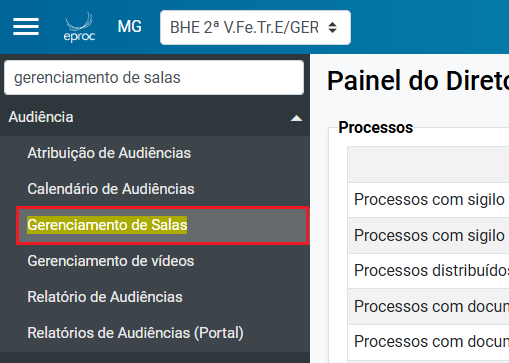 eproc
MG
BHE 2ª V.Fe.Tr.E/GER
gerenciamento de salas
Audiência
Atribuição de Audiências
Calendário de Audiências
Gerenciamento de Salas
Gerenciamento de vídeos
Relatório de Audiências
Relatórios de Audiências (Portal)
Painel do Direto
Processos
Processos com sigilo
Processos com sigilo
Processos distribuídos
Processos com docum
Processos com docum